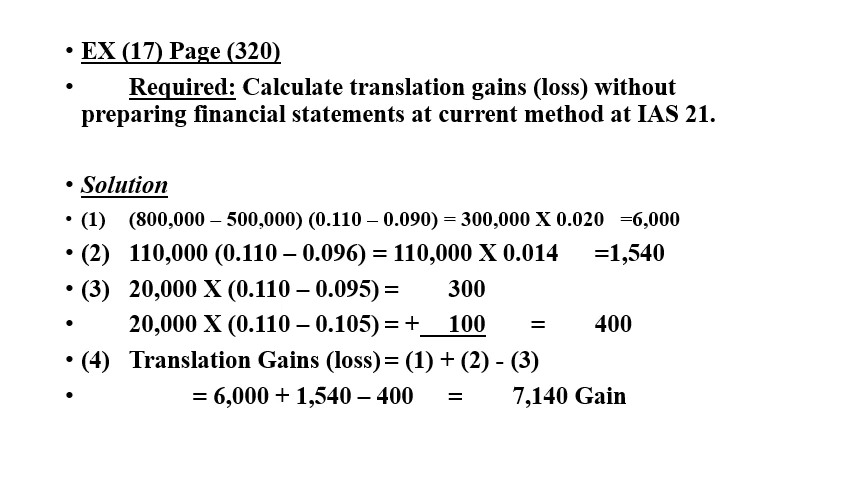 • EX (17) Page (320)
• Required: Calculate translation gains (loss) without
preparing financial statements at current method at IAS 21.
• Solution
• (1) (800,000 – 500,000) (0.110 – 0.090) = 300,000 X 0.020 =6,000
• (2) 110,000 (0.110 – 0.096) = 110,000 X 0.014 =1,540
• (3) 20,000 X (0.110 – 0.095) = 300
• 20,000 X (0.110 – 0.105) = + 100 = 400
• (4) Translation Gains (loss) = (1) + (2) - (3)
• = 6,000 + 1,540 – 400 = 7,140 Gain